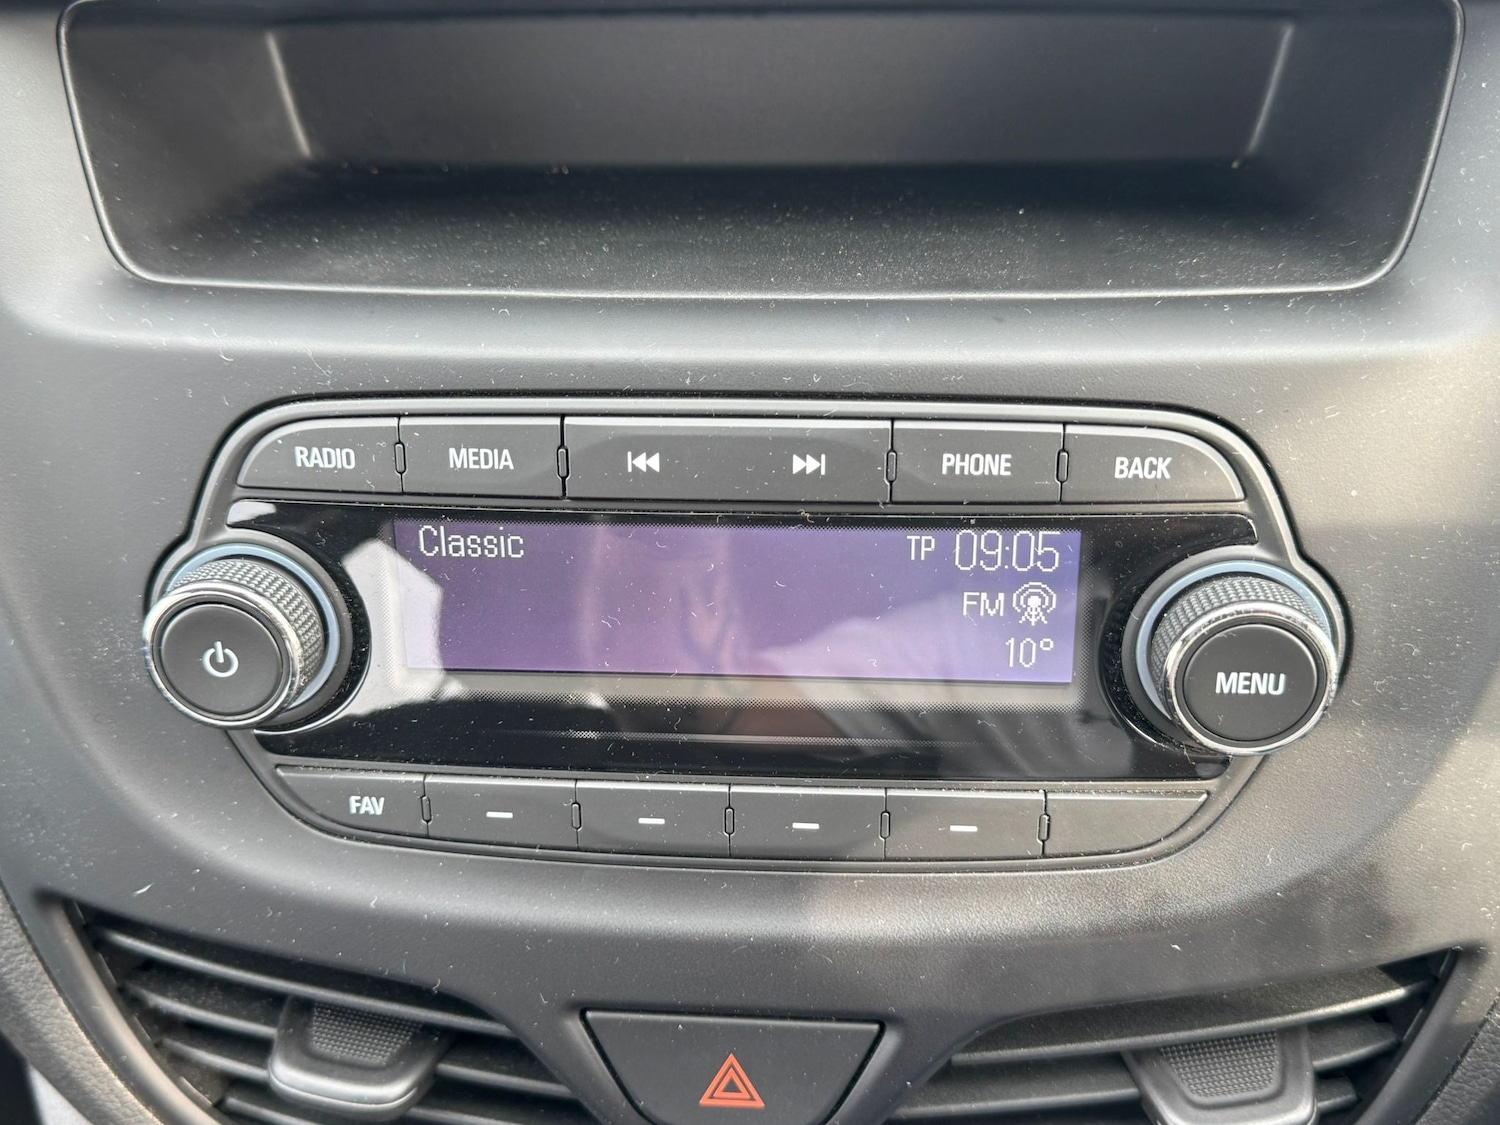 RADIO MEDIA PHONE BACK
Classic TP 09:05
FM
10°
MENU
FAV